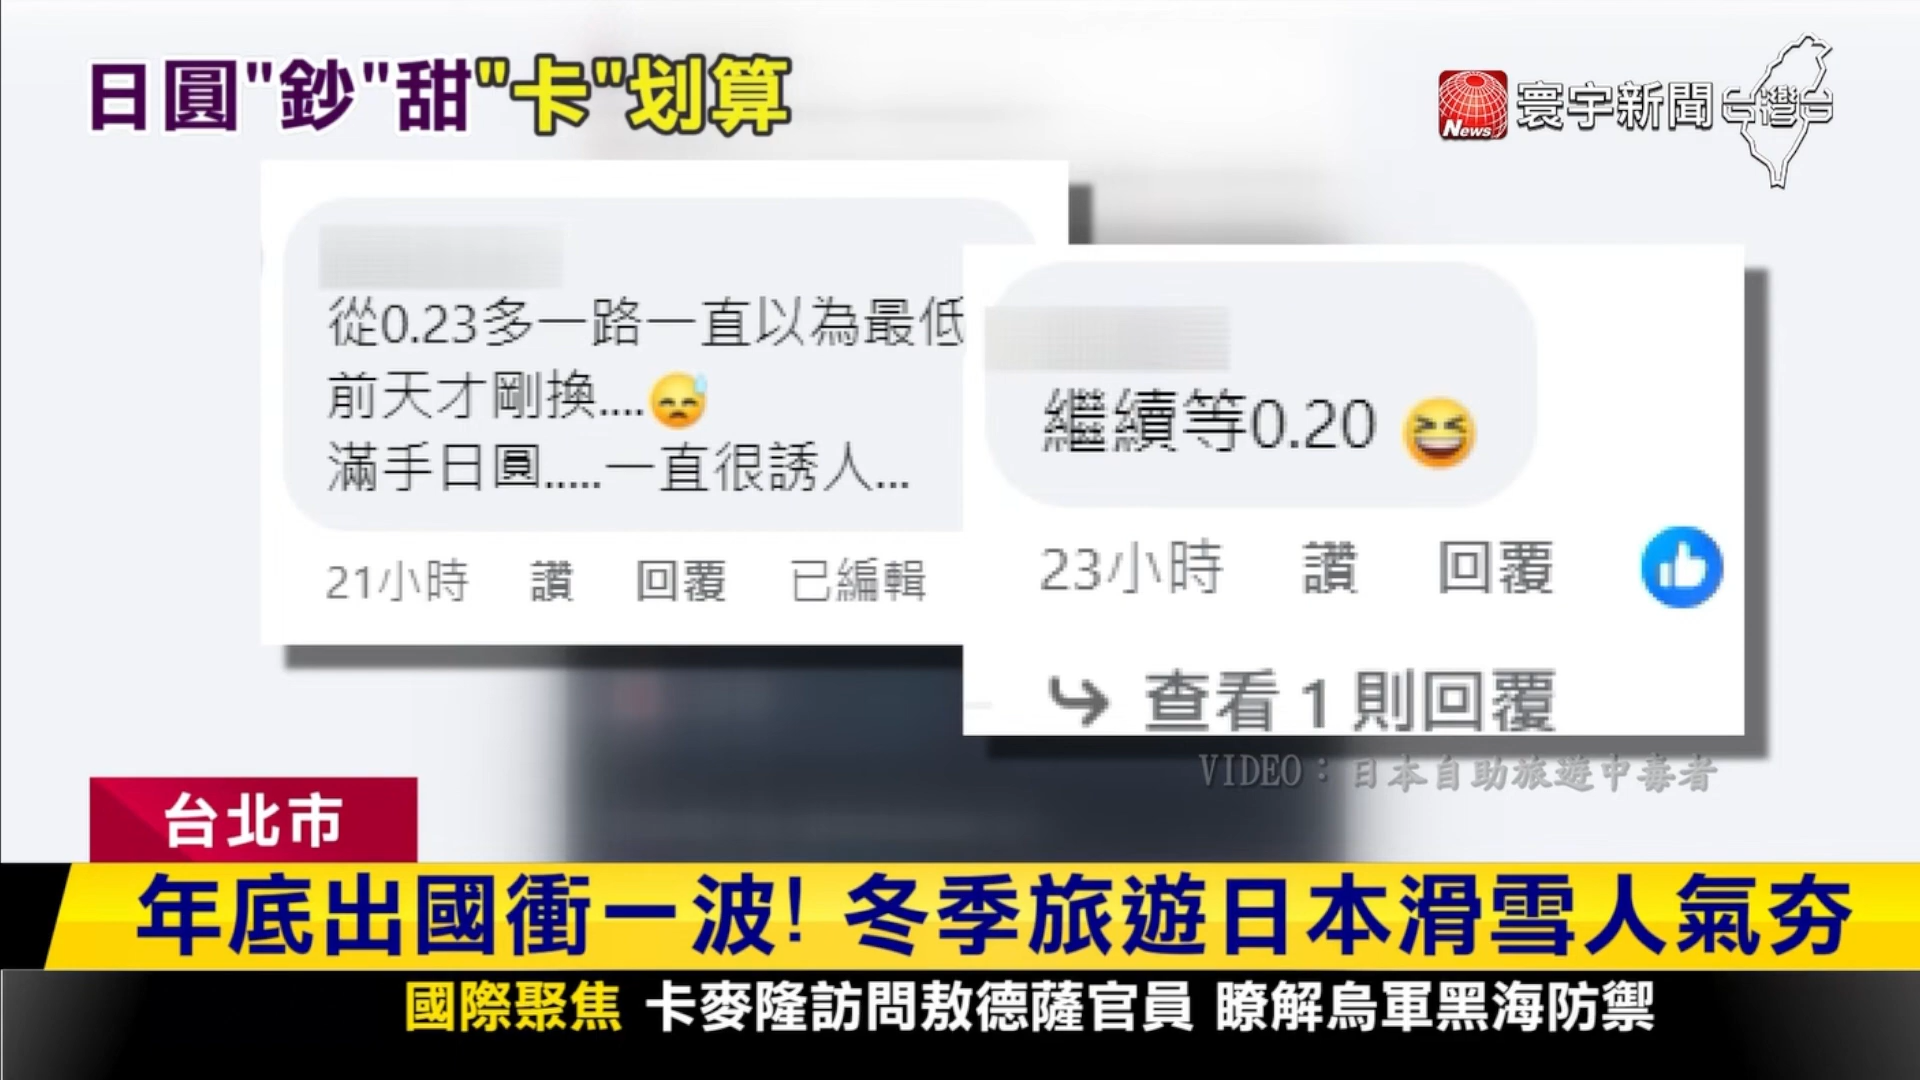 日圓"鈔"甜"卡"划算
News 寰宇新聞 台灣
從0.23多一路一直以為最低
前天才剛換....😓
滿手日圓.....一直很誘人...
21小時 讚 回覆 已編輯
繼續等0.20 😆
23小時 讚 回覆
查看 1 則回覆
VIDEO：日本自助旅遊中毒者
台北市
年底出國衝一波! 冬季旅遊日本滑雪人氣夯
國際聚焦 卡麥隆訪問敖德薩官員 瞭解烏軍黑海防禦